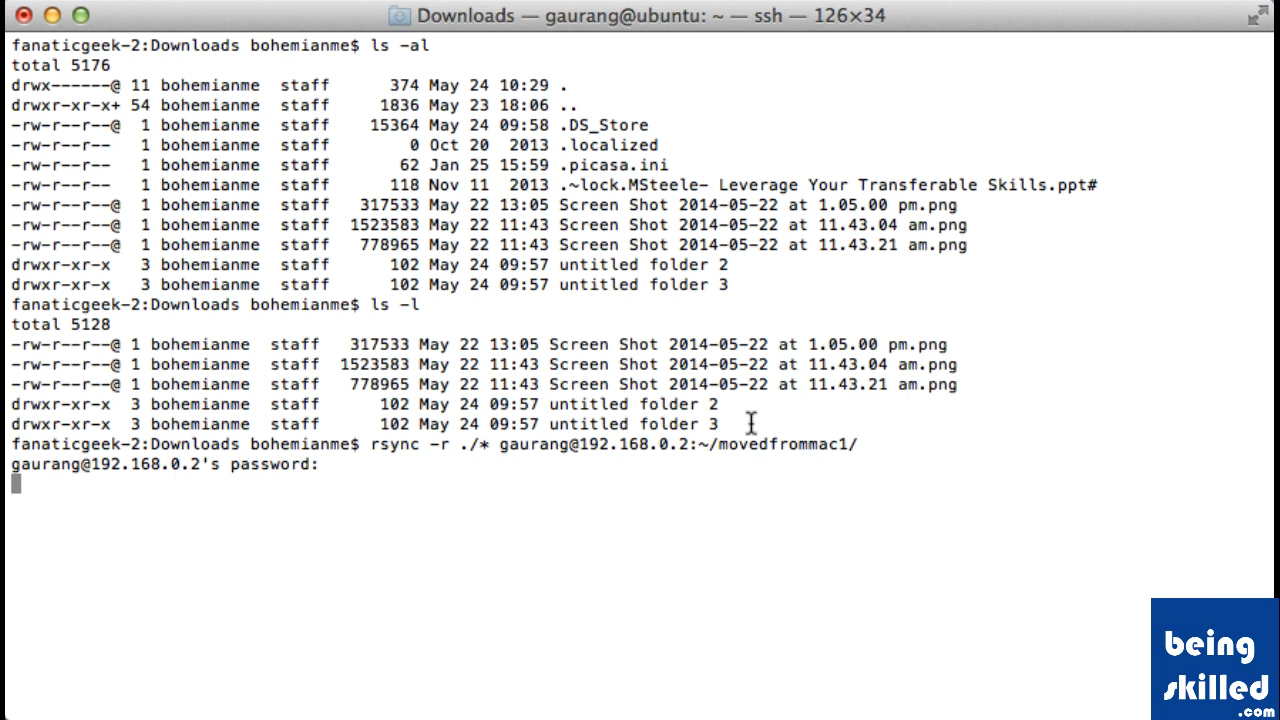 Downloads — gaurang@ubuntu: ~ — ssh — 126×34
fanaticgeek-2:Downloads bohemianme$ ls -al
total 5176
drwx------@ 11 bohemianme  staff      374 May 24 10:29 .
drwxr-xr-x+ 54 bohemianme  staff     1836 May 23 18:06 ..
-rw-r--r--@  1 bohemianme  staff    15364 May 24 09:58 .DS_Store
-rw-r--r--   1 bohemianme  staff        0 Oct 20  2013 .localized
-rw-r--r--   1 bohemianme  staff       62 Jan 25 15:59 .picasa.ini
-rw-r--r--   1 bohemianme  staff      118 Nov 11  2013 .~lock.MSteele- Leverage Your Transferable Skills.ppt#
-rw-r--r--@  1 bohemianme  staff   317533 May 22 13:05 Screen Shot 2014-05-22 at 1.05.00 pm.png
-rw-r--r--@  1 bohemianme  staff  1523583 May 22 11:43 Screen Shot 2014-05-22 at 11.43.04 am.png
-rw-r--r--@  1 bohemianme  staff   778965 May 22 11:43 Screen Shot 2014-05-22 at 11.43.21 am.png
drwxr-xr-x   3 bohemianme  staff      102 May 24 09:57 untitled folder 2
drwxr-xr-x   3 bohemianme  staff      102 May 24 09:57 untitled folder 3
fanaticgeek-2:Downloads bohemianme$ ls -l
total 5128
-rw-r--r--@ 1 bohemianme  staff   317533 May 22 13:05 Screen Shot 2014-05-22 at 1.05.00 pm.png
-rw-r--r--@ 1 bohemianme  staff  1523583 May 22 11:43 Screen Shot 2014-05-22 at 11.43.04 am.png
-rw-r--r--@ 1 bohemianme  staff   778965 May 22 11:43 Screen Shot 2014-05-22 at 11.43.21 am.png
drwxr-xr-x  3 bohemianme  staff      102 May 24 09:57 untitled folder 2
drwxr-xr-x  3 bohemianme  staff      102 May 24 09:57 untitled folder 3
fanaticgeek-2:Downloads bohemianme$ rsync -r ./* gaurang@192.168.0.2:~/movedfrommac1/
gaurang@192.168.0.2's password:
being
skilled
.com